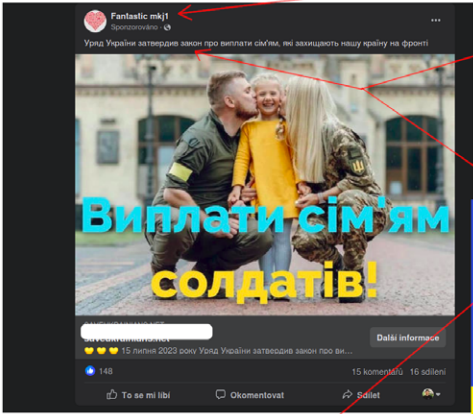 Fantastic mkj1
Sponzorováno ·
Уряд України затвердив закон про виплати сім'ям, які захищають нашу країну на фронті
Виплати сім'ям
солдатів!
Další informace
💛 💛 💛 15 липня 2023 року Уряд України затвердив закон про ви...
148
15 komentářů 16 sdílení
To se mi líbí Okomentovat Sdílet